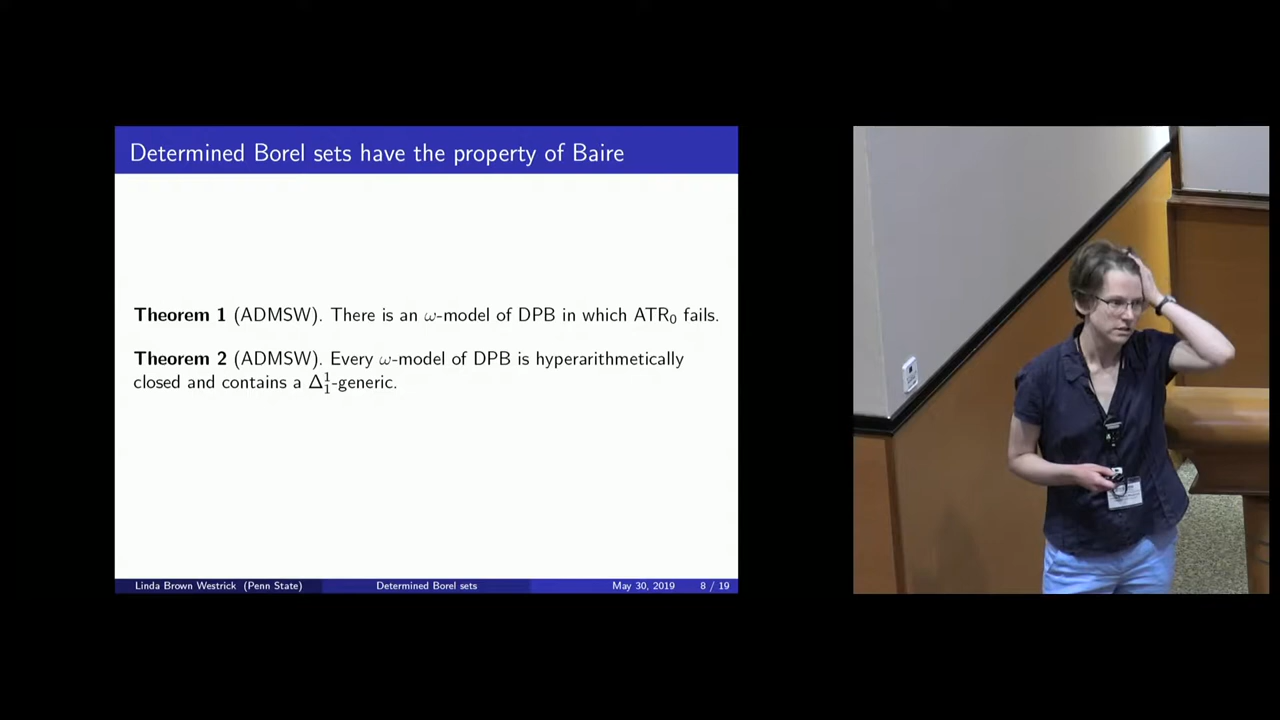 Determined Borel sets have the property of Baire
Theorem 1 (ADMSW). There is an ω-model of DPB in which ATR₀ fails.
Theorem 2 (ADMSW). Every ω-model of DPB is hyperarithmetically
closed and contains a Δ¹₁-generic.
Linda Brown Westrick (Penn State) Determined Borel sets May 30, 2019 8 / 19